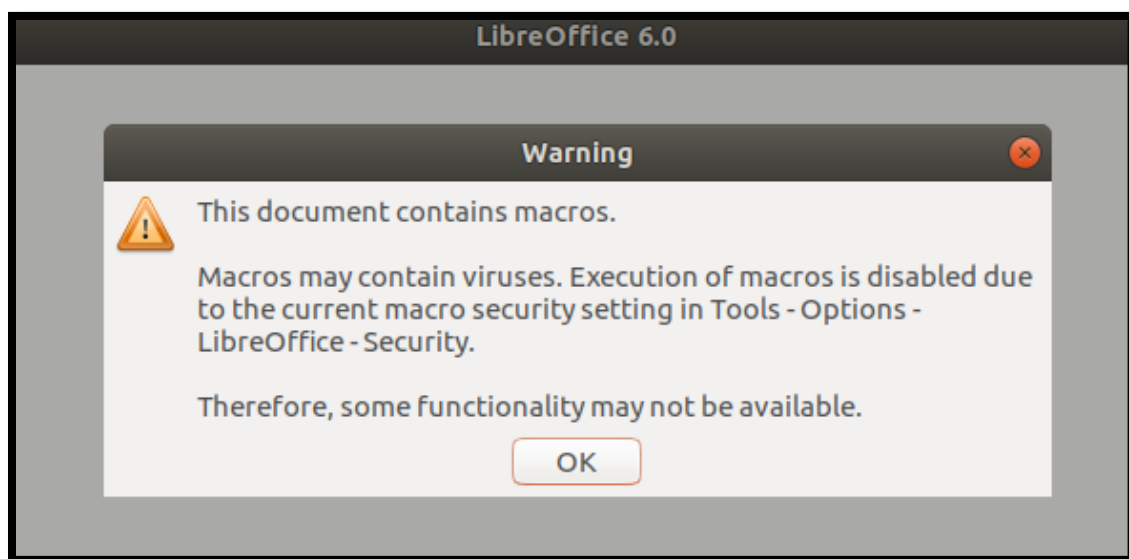 LibreOffice 6.0
Warning
This document contains macros.
Macros may contain viruses. Execution of macros is disabled due
to the current macro security setting in Tools - Options -
LibreOffice - Security.
Therefore, some functionality may not be available.
OK